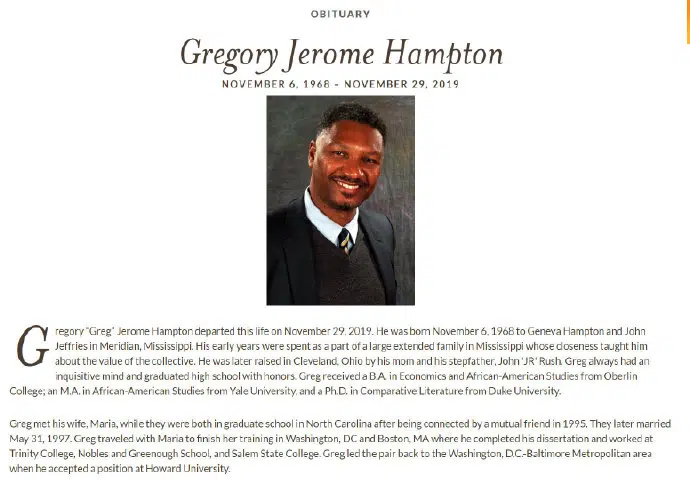 OBITUARY
Gregory Jerome Hampton
NOVEMBER 6, 1968 - NOVEMBER 29, 2019
Gregory "Greg" Jerome Hampton departed this life on November 29, 2019. He was born November 6, 1968 to Geneva Hampton and John
Jeffries in Meridian, Mississippi. His early years were spent as a part of a large extended family in Mississippi whose closeness taught him
about the value of the collective. He was later raised in Cleveland, Ohio by his mom and his stepfather, John 'JR' Rush. Greg always had an
inquisitive mind and graduated high school with honors. Greg received a B.A. in Economics and African-American Studies from Oberlin
College; an M.A. in African-American Studies from Yale University, and a Ph.D. in Comparative Literature from Duke University.
Greg met his wife, Maria, while they were both in graduate school in North Carolina after being connected by a mutual friend in 1995. They later married
May 31, 1997. Greg traveled with Maria to finish her training in Washington, DC and Boston, MA where he completed his dissertation and worked at
Trinity College, Nobles and Greenough School, and Salem State College. Greg led the pair back to the Washington, D.C.-Baltimore Metropolitan area
when he accepted a position at Howard University.